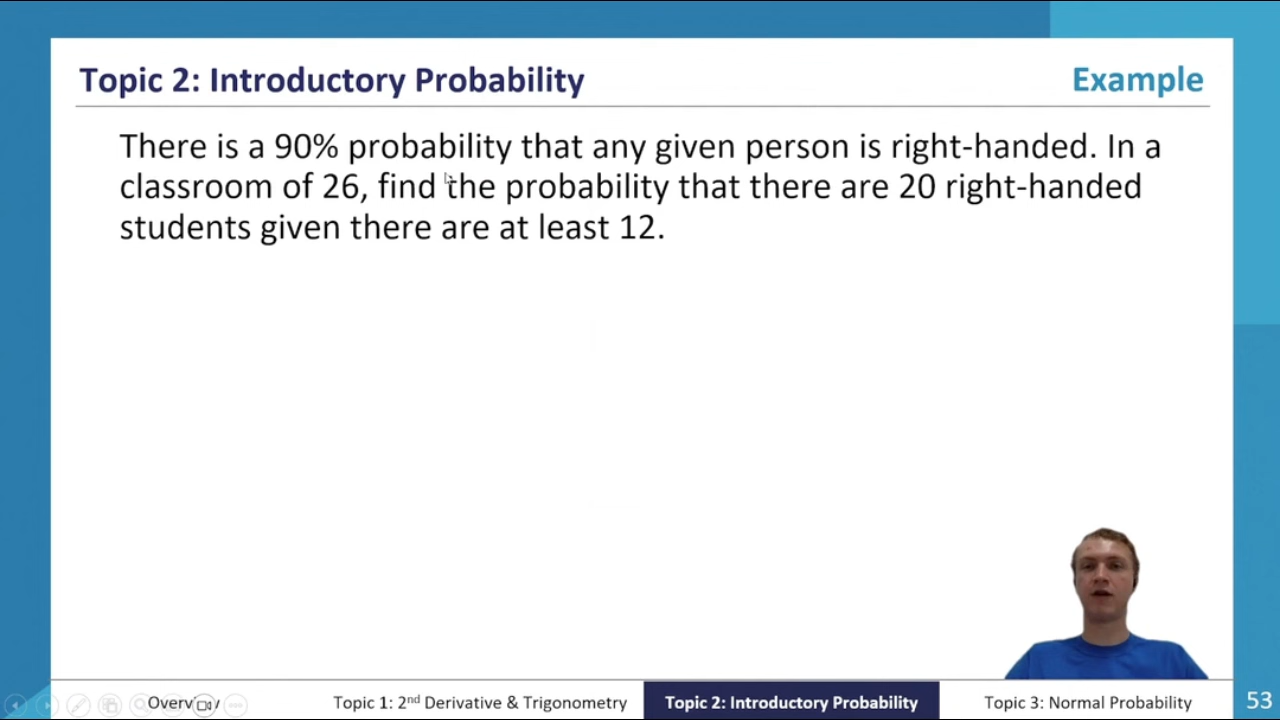 Topic 2: Introductory Probability
Example
There is a 90% probability that any given person is right-handed. In a
classroom of 26, find the probability that there are 20 right-handed
students given there are at least 12.
Topic 1: 2nd Derivative & Trigonometry
Topic 2: Introductory Probability
Topic 3: Normal Probability
53